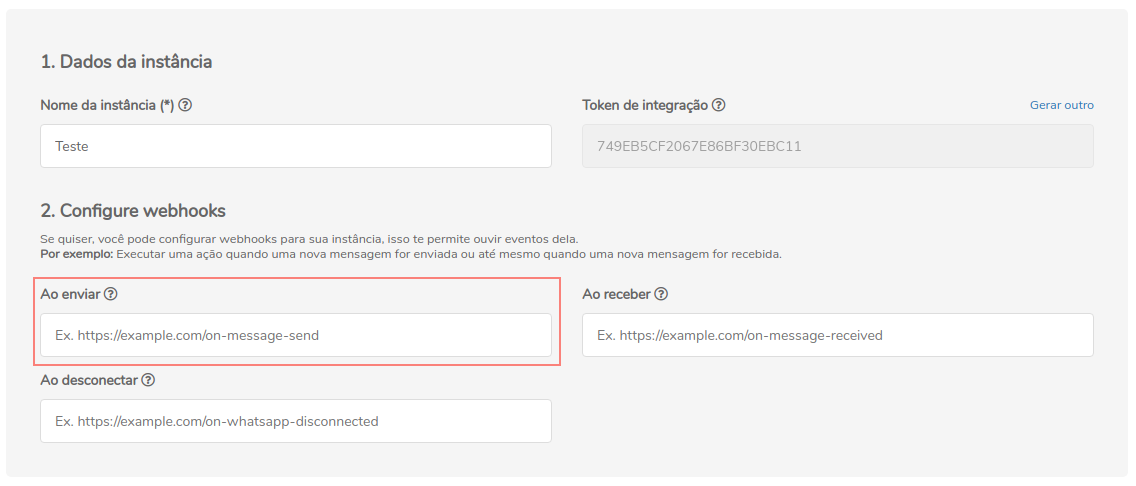 1. Dados da instância
Nome da instância (*)
Token de integração
Gerar outro
Teste
749EB5CF2067E86BF30EBC11
2. Configure webhooks
Se quiser, você pode configurar webhooks para sua instância, isso te permite ouvir eventos dela.
Por exemplo: Executar uma ação quando uma nova mensagem for enviada ou até mesmo quando uma nova mensagem for recebida.
Ao enviar
Ao receber
Ex. https://example.com/on-message-send
Ex. https://example.com/on-message-received
Ao desconectar
Ex. https://example.com/on-whatsapp-disconnected